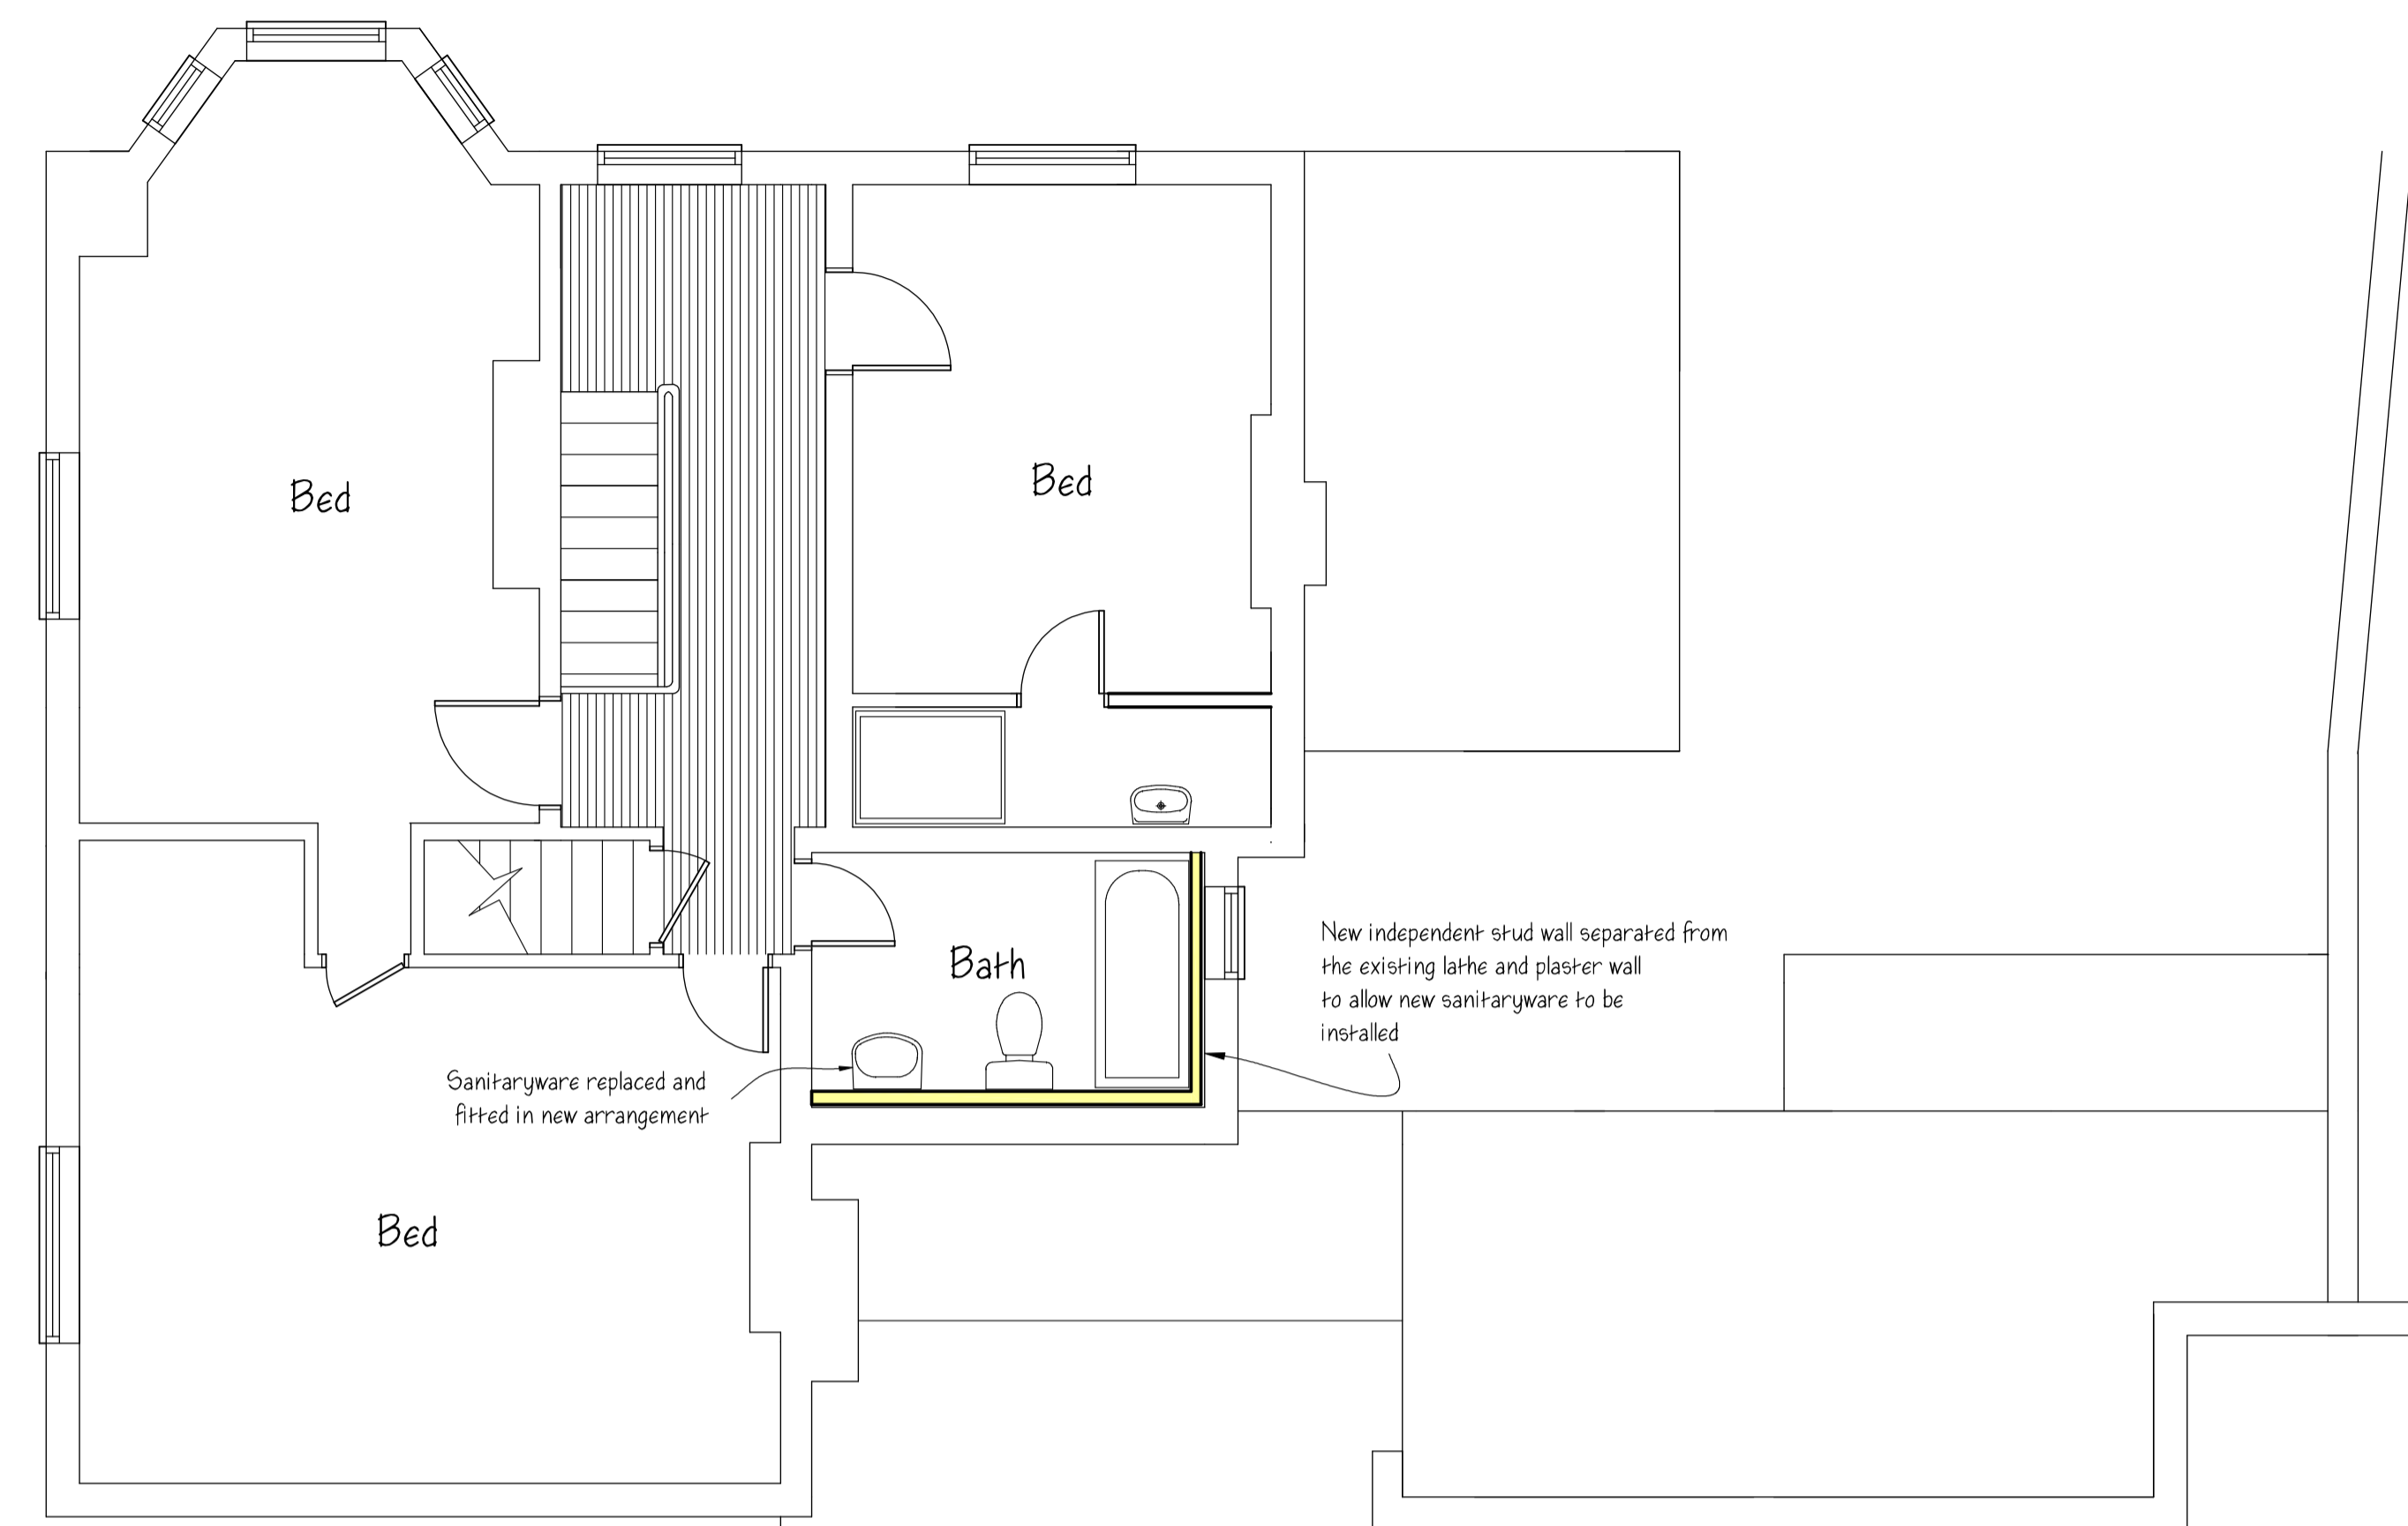 Bed
Bed
Bath
New independent stud wall separated from
the existing lathe and plaster wall
to allow new sanitaryware to be
installed
Sanitaryware replaced and
fitted in new arrangement
Bed